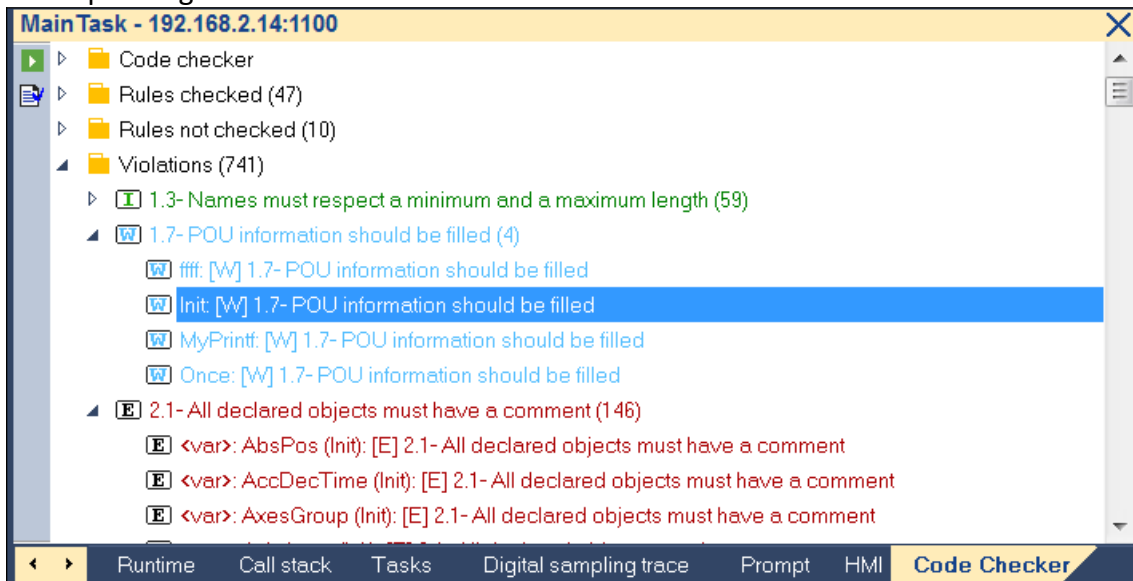 MainTask - 192.168.2.14:1100
Code checker
Rules checked (47)
Rules not checked (10)
Violations (741)
I 1.3- Names must respect a minimum and a maximum length (59)
W 1.7- POU information should be filled (4)
W ffff: [W] 1.7- POU information should be filled
W Init: [W] 1.7- POU information should be filled
W MyPrintf: [W] 1.7- POU information should be filled
W Once: [W] 1.7- POU information should be filled
E 2.1- All declared objects must have a comment (146)
E <var>: AbsPos (Init): [E] 2.1- All declared objects must have a comment
E <var>: AccDecTime (Init): [E] 2.1- All declared objects must have a comment
E <var>: AxesGroup (Init): [E] 2.1- All declared objects must have a comment
Runtime Call stack Tasks Digital sampling trace Prompt HMI Code Checker